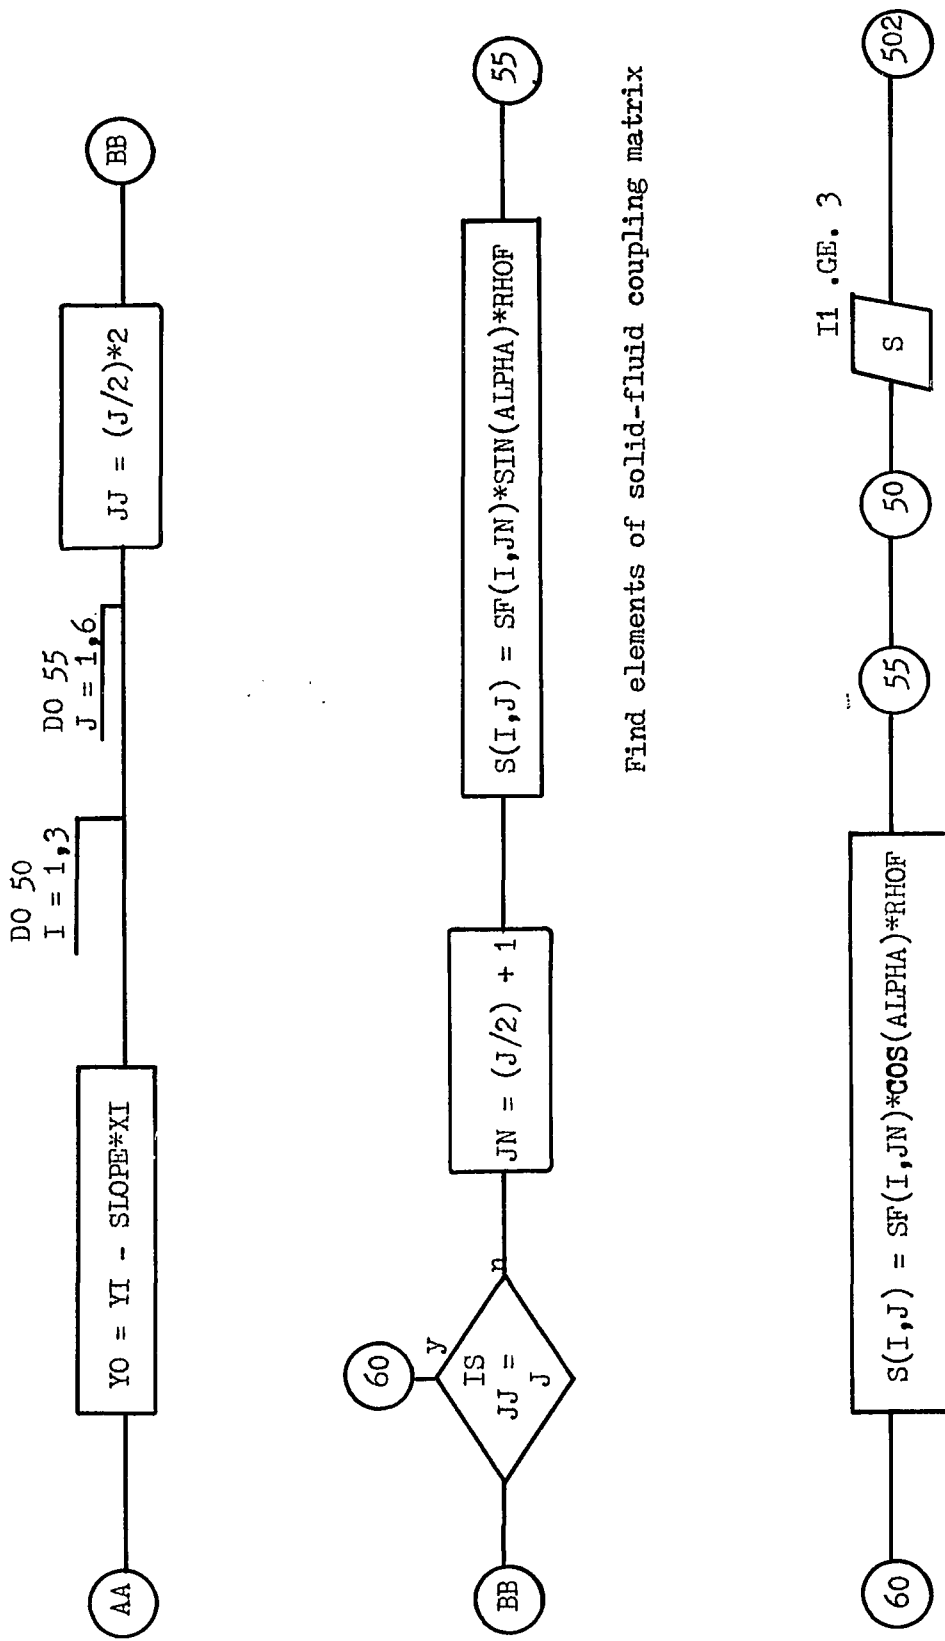 AA
YO = YI - SLOPE*XI
DO 50
I = 1,3
DO 55
J = 1,6
JJ = (J/2)*2
BB
BB
IS
JJ =
J
y
60
n
JN = (J/2) + 1
S(I,J) = SF(I,JN)*SIN(ALPHA)*RHOF
55
Find elements of solid-fluid coupling matrix
60
S(I,J) = SF(I,JN)*COS(ALPHA)*RHOF
55
50
I1 .GE. 3
S
502